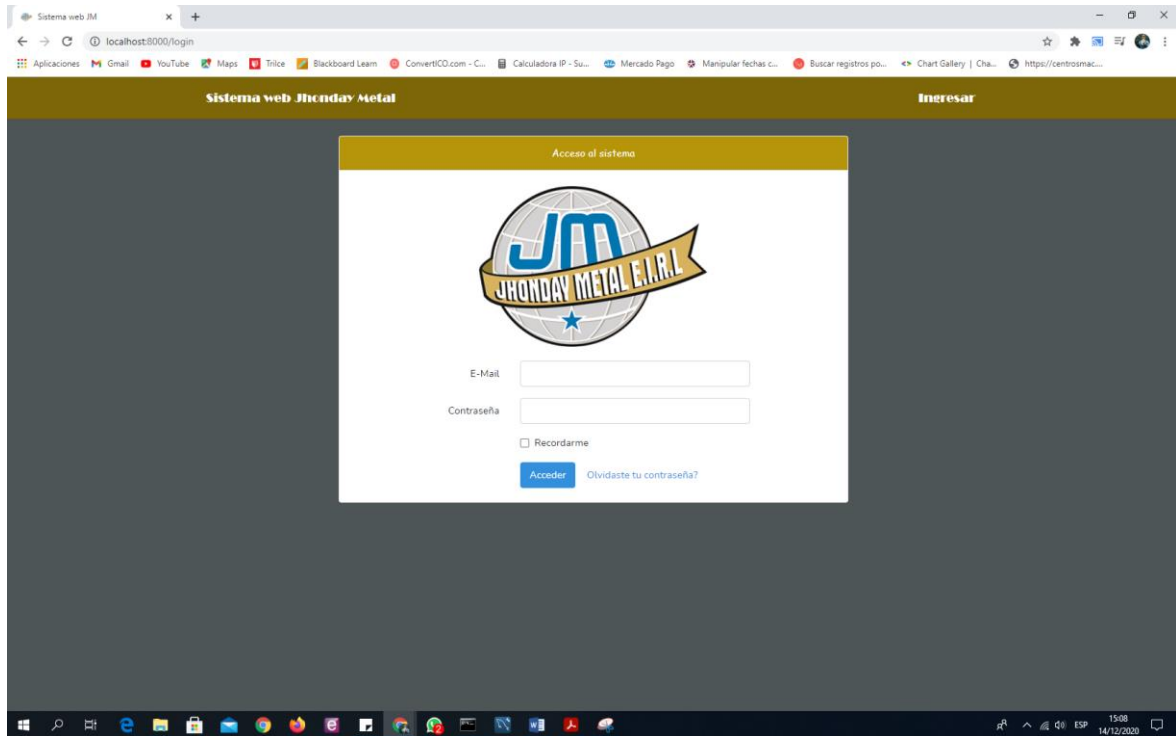 Sistema web JM
localhost:8000/login
Aplicaciones Gmail YouTube Maps Trilce Blackboard Learn ConvertICO.com - C... Calculadora IP - Su... Mercado Pago Manipular fechas c... Buscar registros po... Chart Gallery | Cha... https://centrosmac....
Sistema web Jhonday Metal Ingresar
Acceso al sistema
JM
JHONDAY METAL E.I.R.L
E-Mail
Contraseña
Recordarme
Acceder Olvidaste tu contraseña?
ESP 15:08
14/12/2020